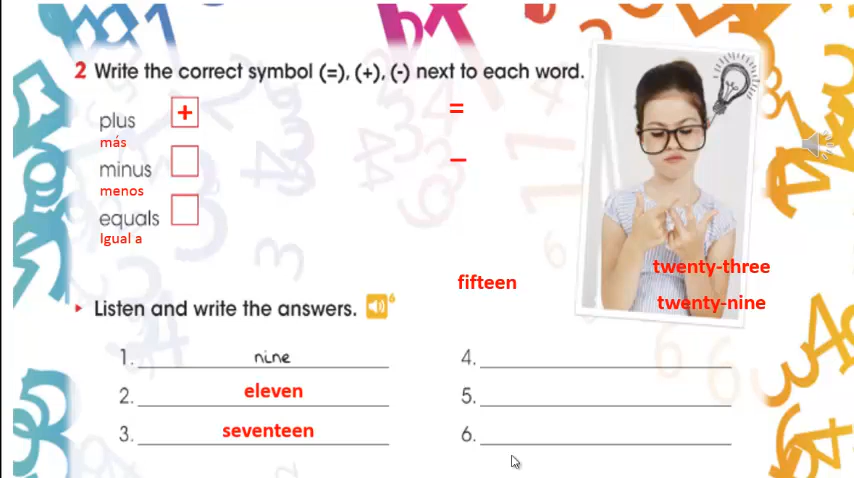 2 Write the correct symbol (=), (+), (-) next to each word.
plus +
más
minus
menos
equals
Igual a
=
–
fifteen
twenty-three
twenty-nine
Listen and write the answers. 6
1. nine
2. eleven
3. seventeen
4.
5.
6.